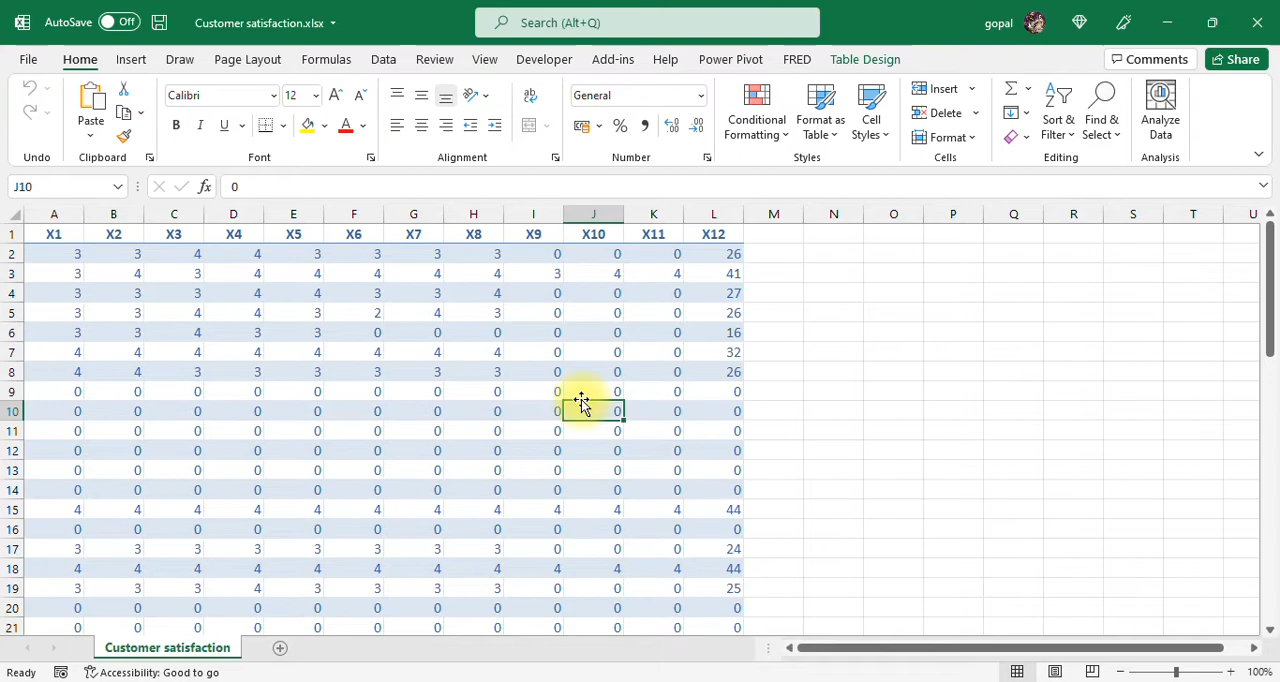 AutoSave Off Customer satisfaction.xlsx Search (Alt+Q) gopal
File Home Insert Draw Page Layout Formulas Data Review View Developer Add-ins Help Power Pivot FRED Table Design Comments Share
Calibri 12 General Insert
Paste Conditional Formatting Format as Table Cell Styles Delete Sort & Filter Find & Select Analyze Data
B I U Format
Undo Clipboard Font Alignment Number Styles Cells Editing Analysis
J10 fx 0
A B C D E F G H I J K L M N O P Q R S T U
1 X1 X2 X3 X4 X5 X6 X7 X8 X9 X10 X11 X12
2 3 3 4 4 3 3 3 3 0 0 0 26
3 3 4 3 4 4 4 4 4 3 4 4 41
4 3 3 3 4 4 3 3 4 0 0 0 27
5 3 3 4 4 3 2 4 3 0 0 0 26
6 3 3 4 3 3 0 0 0 0 0 0 16
7 4 4 4 4 4 4 4 4 0 0 0 32
8 4 4 3 3 3 3 3 3 0 0 0 26
9 0 0 0 0 0 0 0 0 0 0 0 0
10 0 0 0 0 0 0 0 0 0 0 0 0
11 0 0 0 0 0 0 0 0 0 0 0 0
12 0 0 0 0 0 0 0 0 0 0 0 0
13 0 0 0 0 0 0 0 0 0 0 0 0
14 0 0 0 0 0 0 0 0 0 0 0 0
15 4 4 4 4 4 4 4 4 4 4 4 44
16 0 0 0 0 0 0 0 0 0 0 0 0
17 3 3 3 3 3 3 3 3 0 0 0 24
18 4 4 4 4 4 4 4 4 4 4 4 44
19 3 3 3 4 3 3 3 3 0 0 0 25
20 0 0 0 0 0 0 0 0 0 0 0 0
21 0 0 0 0 0 0 0 0 0 0 0 0
Customer satisfaction
Ready Accessibility: Good to go 100%